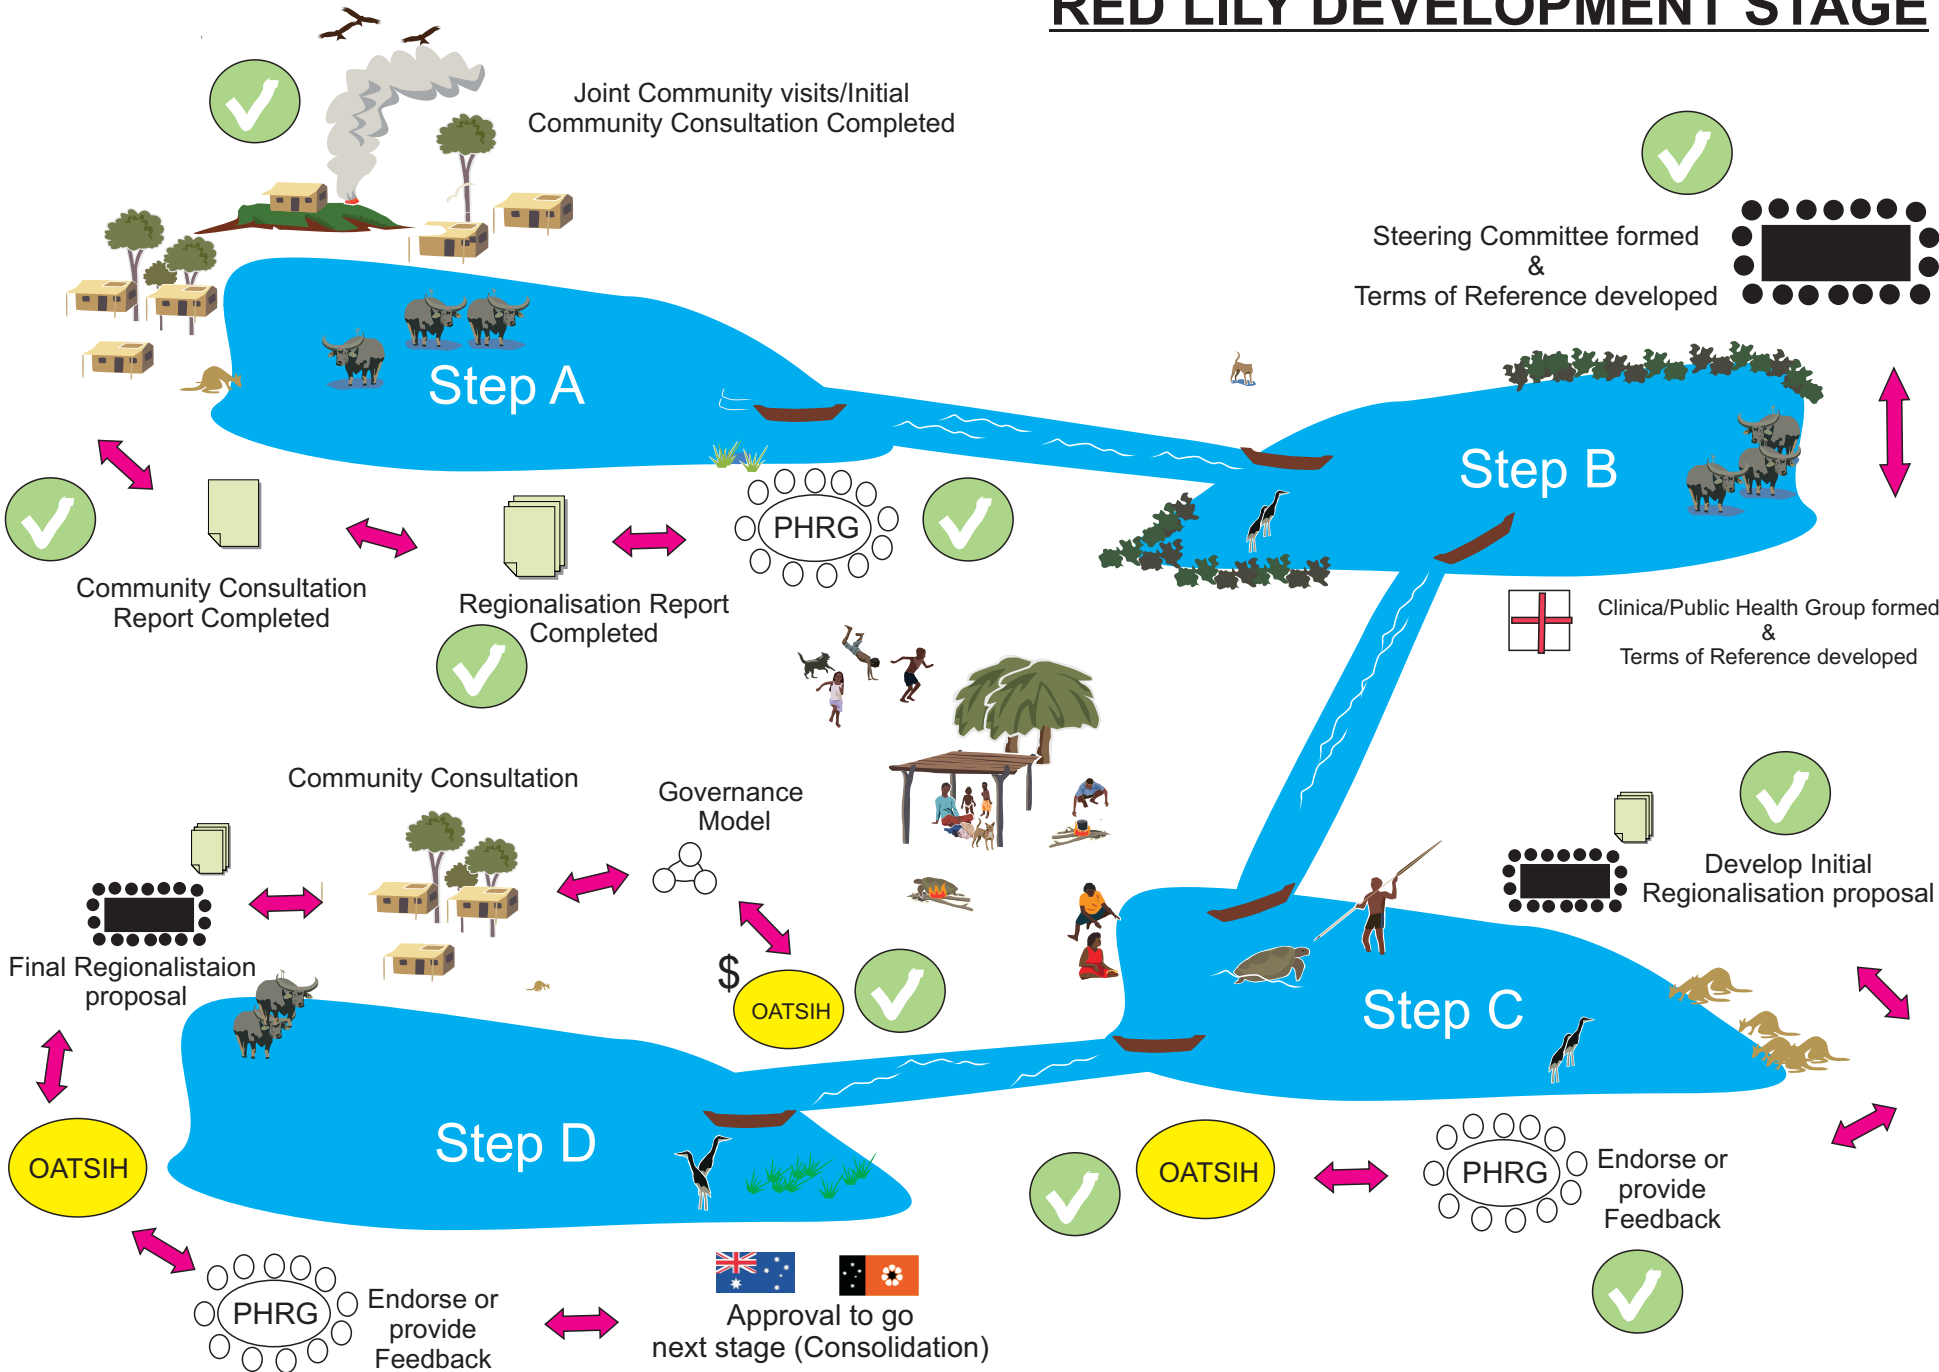 RED LILY DEVELOPMENT STAGE
Joint Community visits/Initial
Community Consultation Completed
Steering Committee formed
&
Terms of Reference developed
Step A
Step B
PHRG
Community Consultation
Report Completed
Regionalisation Report
Completed
Clinica/Public Health Group formed
&
Terms of Reference developed
Community Consultation
Governance
Model
Develop Initial
Regionalisation proposal
Final Regionalistaion
proposal
$
OATSIH
Step C
Step D
OATSIH
OATSIH
PHRG
Endorse or
provide
Feedback
PHRG
Endorse or
provide
Feedback
Approval to go
next stage (Consolidation)